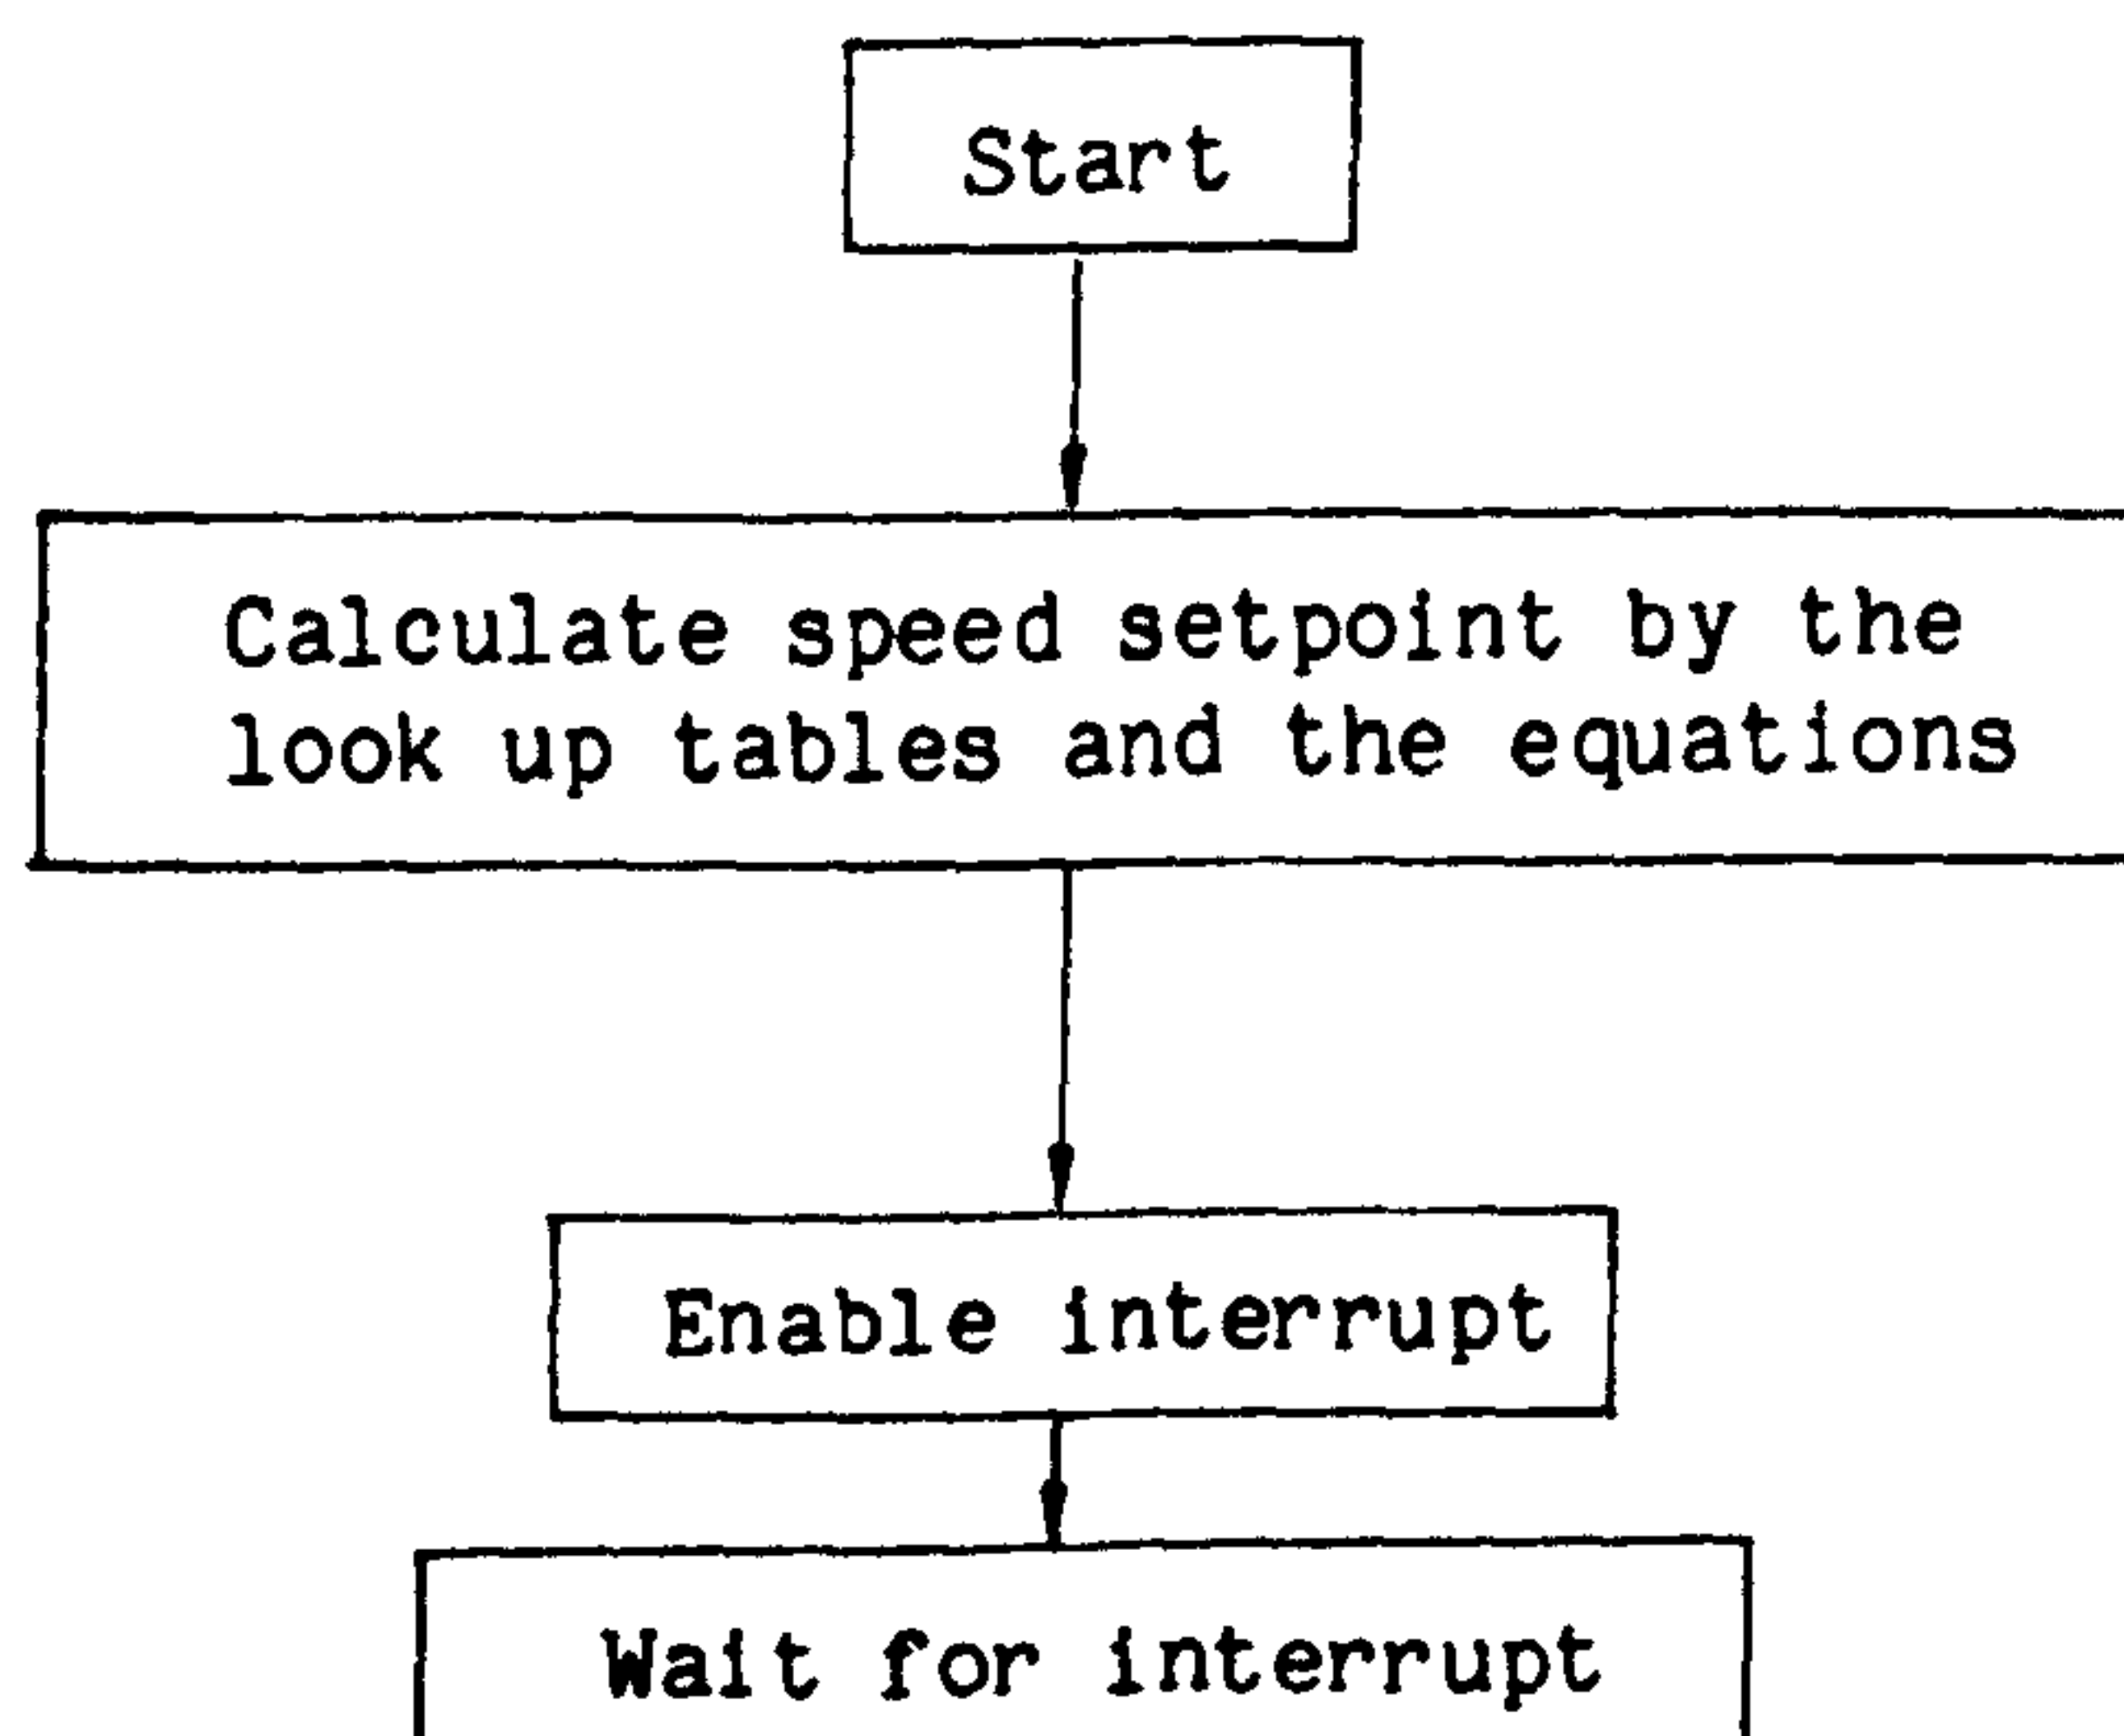 Start
Calculate speed setpoint by the
look up tables and the equations
Enable interrupt
Wait for interrupt